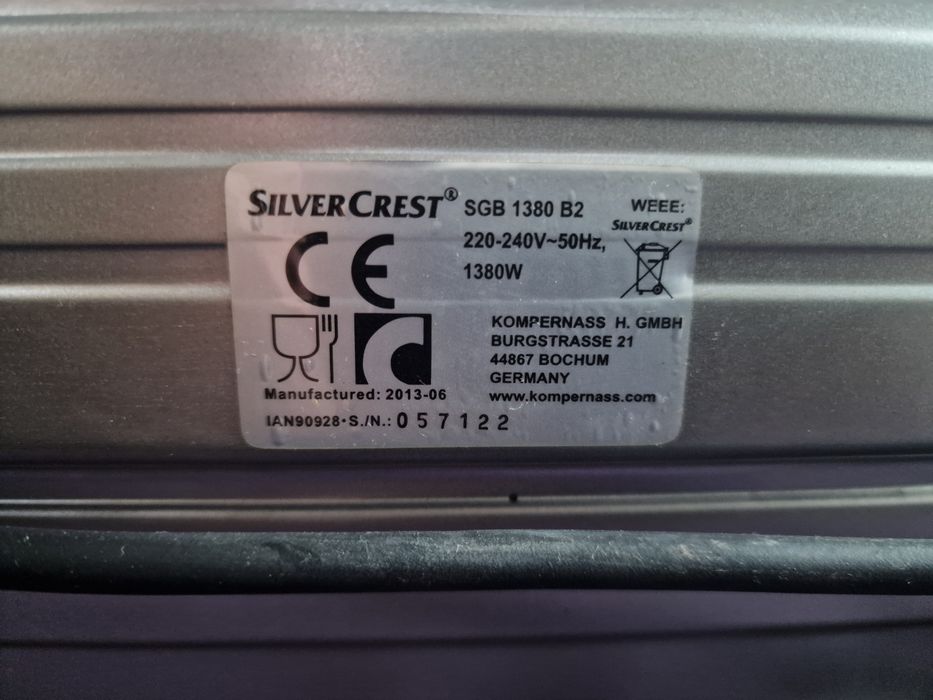 SILVERCREST® SGB 1380 B2
220-240V~50Hz,
1380W
WEEE:
SILVERCREST®
CE
KOMPERNASS H. GMBH
BURGSTRASSE 21
44867 BOCHUM
GERMANY
www.kompernass.com
Manufactured: 2013-06
IAN90928·S./N.: 057122